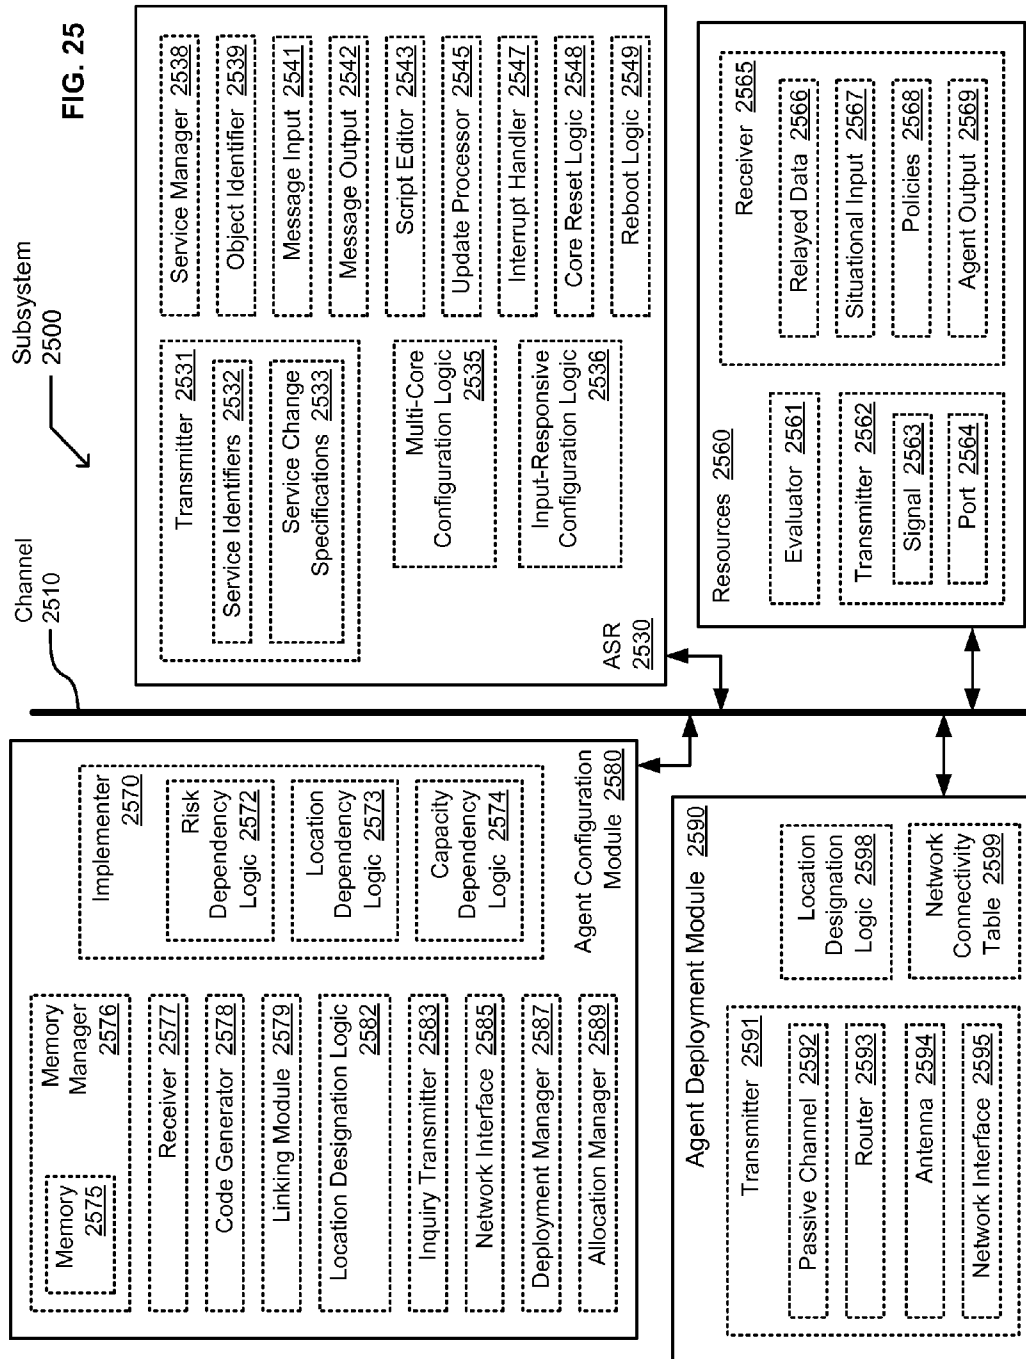 FIG. 25
Subsystem
2500
Channel
2510
Agent Configuration
Module 2580
Memory
Manager
2576
Memory
2575
Receiver 2577
Code Generator 2578
Linking Module 2579
Location Designation Logic
2582
Inquiry Transmitter 2583
Network Interface 2585
Deployment Manager 2587
Allocation Manager 2589
Implementer
2570
Risk
Dependency
Logic 2572
Location
Dependency
Logic 2573
Capacity
Dependency
Logic 2574
ASR
2530
Transmitter 2531
Service Identifiers 2532
Service Change
Specifications 2533
Multi-Core
Configuration Logic
2535
Input-Responsive
Configuration Logic
2536
Service Manager 2538
Object Identifier 2539
Message Input 2541
Message Output 2542
Script Editor 2543
Update Processor 2545
Interrupt Handler 2547
Core Reset Logic 2548
Reboot Logic 2549
Agent Deployment Module 2590
Transmitter 2591
Passive Channel 2592
Router 2593
Antenna 2594
Network Interface 2595
Location
Designation
Logic 2598
Network
Connectivity
Table 2599
Resources 2560
Evaluator 2561
Transmitter 2562
Signal 2563
Port 2564
Receiver 2565
Relayed Data 2566
Situational Input 2567
Policies 2568
Agent Output 2569